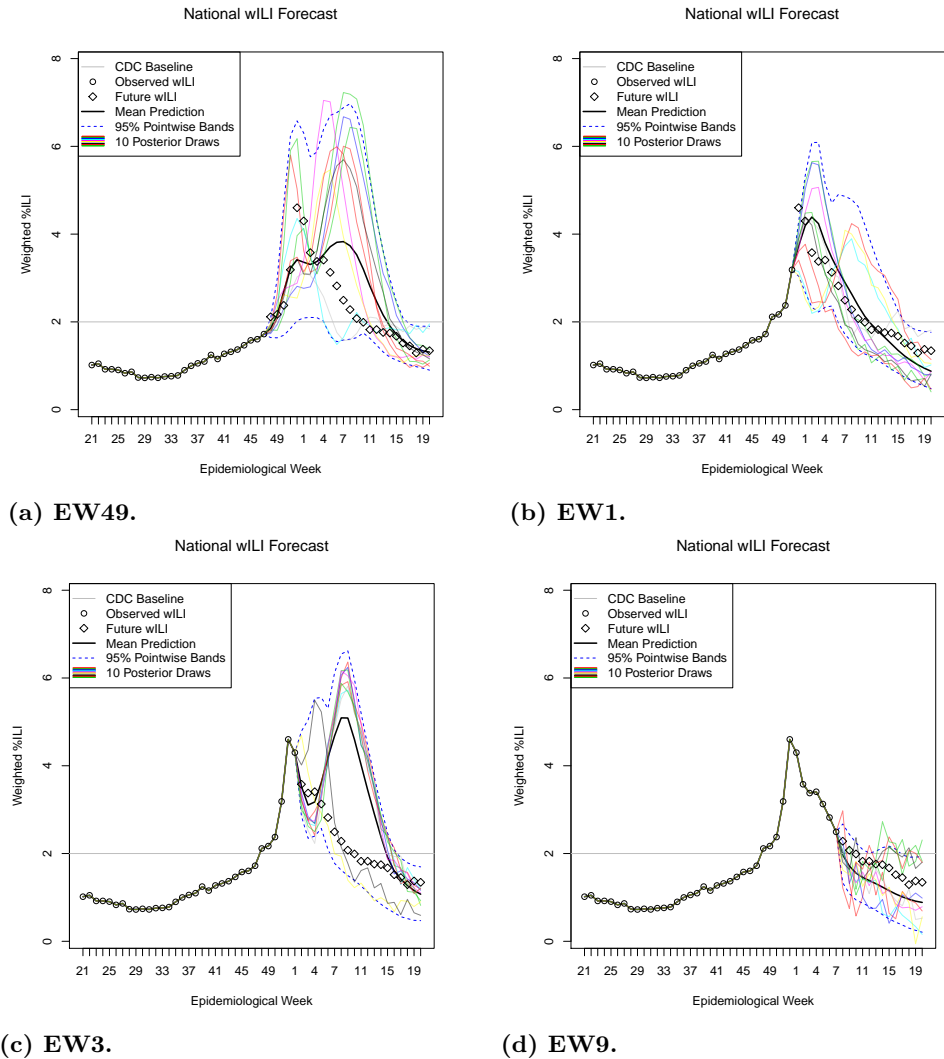 National wILI Forecast
8
6
4
2
0
Weighted %ILI
CDC Baseline
Observed wILI
Future wILI
Mean Prediction
95% Pointwise Bands
10 Posterior Draws
21 25 29 33 37 41 45 49 1 4 7 11 15 19
Epidemiological Week
(a) EW49.
National wILI Forecast
8
6
4
2
0
Weighted %ILI
CDC Baseline
Observed wILI
Future wILI
Mean Prediction
95% Pointwise Bands
10 Posterior Draws
21 25 29 33 37 41 45 49 1 4 7 11 15 19
Epidemiological Week
(b) EW1.
National wILI Forecast
8
6
4
2
0
Weighted %ILI
CDC Baseline
Observed wILI
Future wILI
Mean Prediction
95% Pointwise Bands
10 Posterior Draws
21 25 29 33 37 41 45 49 1 4 7 11 15 19
Epidemiological Week
(c) EW3.
National wILI Forecast
8
6
4
2
0
Weighted %ILI
CDC Baseline
Observed wILI
Future wILI
Mean Prediction
95% Pointwise Bands
10 Posterior Draws
21 25 29 33 37 41 45 49 1 4 7 11 15 19
Epidemiological Week
(d) EW9.